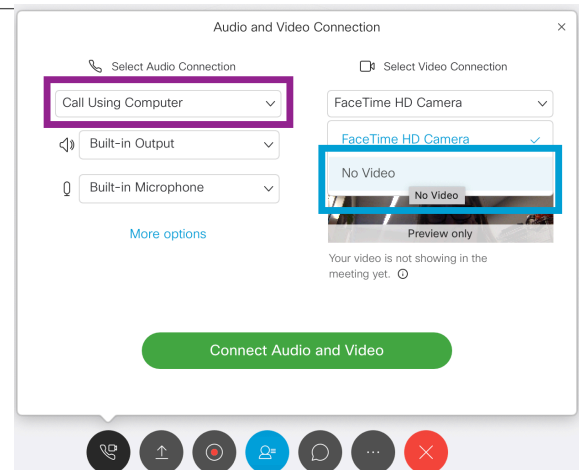 Audio and Video Connection
Select Audio Connection
Call Using Computer
Built-in Output
Built-in Microphone
More options
Select Video Connection
FaceTime HD Camera
FaceTime HD Camera
No Video
No Video
Preview only
Your video is not showing in the
meeting yet.
Connect Audio and Video